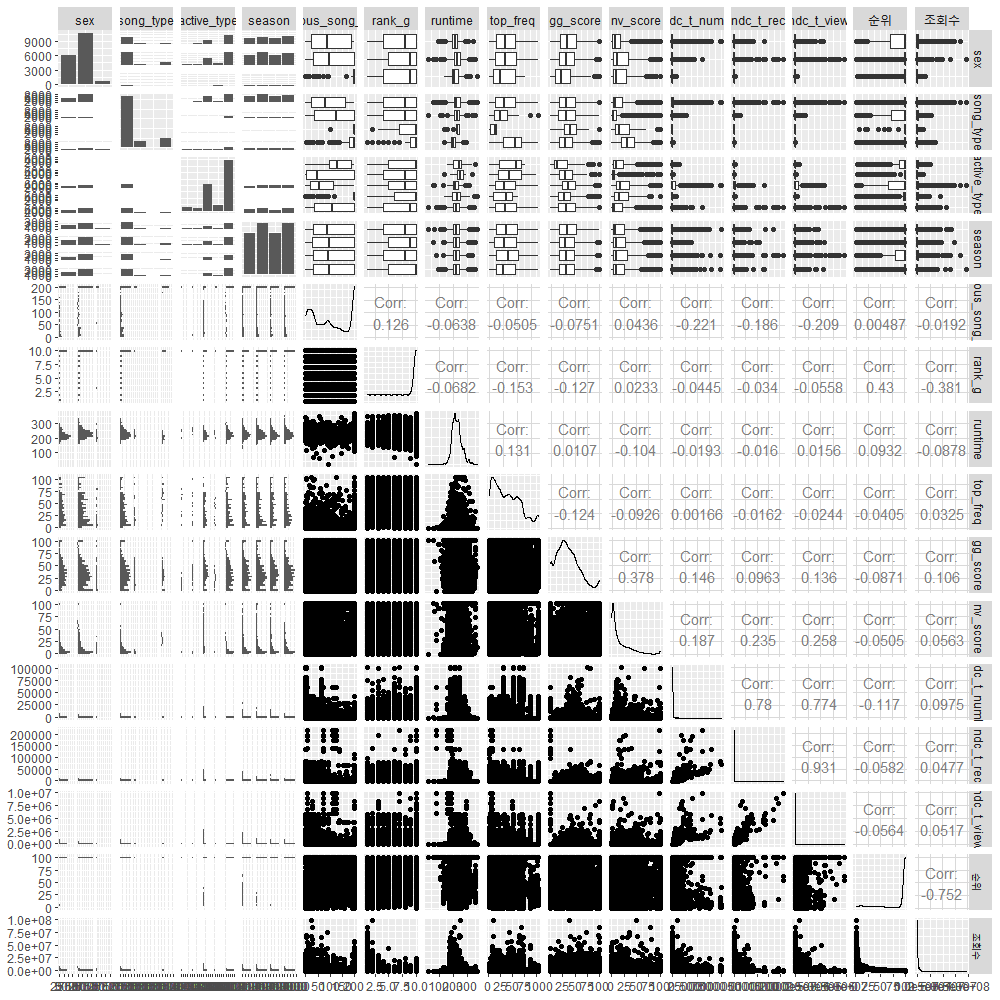 sex song_type active_type season ous_song_ rank_g runtime top_freq gg_score nv_score dc_t_num ndc_t_rec ndc_t_view 순위 조회수
9000
6000
3000
0
sex
song_type
active_type
season
200
150
100
50
0
Corr: Corr: Corr: Corr: Corr: Corr: Corr: Corr: Corr: Corr:
0.126 -0.0638 -0.0505 -0.0751 0.0436 -0.221 -0.186 -0.209 0.00487 -0.0192
ous_song_
10.0
7.5
5.0
2.5
Corr: Corr: Corr: Corr: Corr: Corr: Corr: Corr: Corr:
-0.0682 -0.153 -0.127 0.0233 -0.0445 -0.034 -0.0558 0.43 -0.381
rank_g
300
200
100
Corr: Corr: Corr: Corr: Corr: Corr: Corr: Corr:
0.131 0.0107 -0.104 -0.0193 -0.016 0.0156 0.0932 -0.0878
runtime
100
75
50
25
0
Corr: Corr: Corr: Corr: Corr: Corr: Corr:
-0.124 -0.0926 0.00166 -0.0162 -0.0244 -0.0405 0.0325
top_freq
100
75
50
25
0
Corr: Corr: Corr: Corr: Corr: Corr:
0.378 0.146 0.0963 0.136 -0.0871 0.106
gg_score
100
75
50
25
0
Corr: Corr: Corr: Corr: Corr:
0.187 0.235 0.258 -0.0505 0.0563
nv_score
100000
75000
50000
25000
0
Corr: Corr: Corr: Corr:
0.78 0.774 -0.117 0.0975
dc_t_num
200000
150000
100000
50000
0
Corr: Corr: Corr:
0.931 -0.0582 0.0477
ndc_t_rec
1.0e+07
7.5e+06
5.0e+06
2.5e+06
0.0e+00
Corr: Corr:
-0.0564 0.0517
ndc_t_view
100
75
50
25
0
Corr:
-0.752
순위
1.0e+08
7.5e+07
5.0e+07
2.5e+07
0.0e+00
조회수